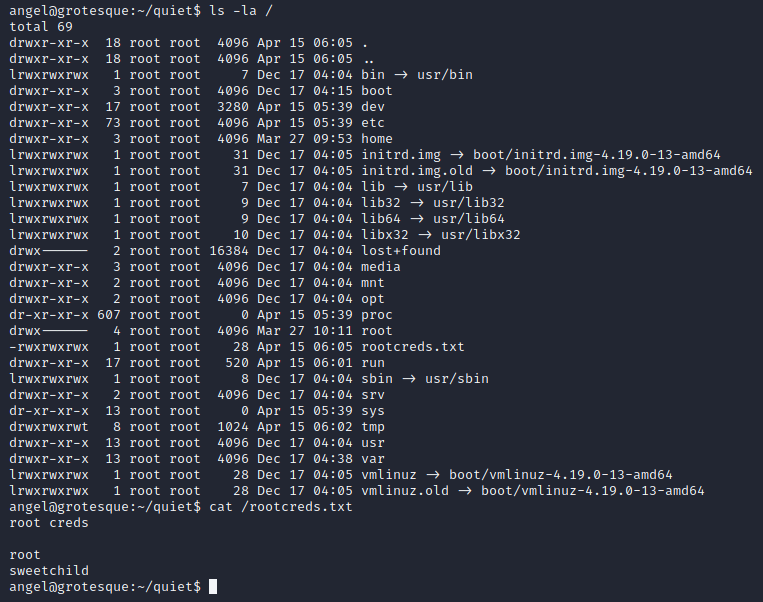 angel@grotesque:~/quiet$ ls -la /
total 69
drwxr-xr-x  18 root root  4096 Apr 15 06:05 .
drwxr-xr-x  18 root root  4096 Apr 15 06:05 ..
lrwxrwxrwx   1 root root     7 Dec 17 04:04 bin -> usr/bin
drwxr-xr-x   3 root root  4096 Dec 17 04:15 boot
drwxr-xr-x  17 root root  3280 Apr 15 05:39 dev
drwxr-xr-x  73 root root  4096 Apr 15 05:39 etc
drwxr-xr-x   3 root root  4096 Mar 27 09:53 home
lrwxrwxrwx   1 root root    31 Dec 17 04:05 initrd.img -> boot/initrd.img-4.19.0-13-amd64
lrwxrwxrwx   1 root root    31 Dec 17 04:05 initrd.img.old -> boot/initrd.img-4.19.0-13-amd64
lrwxrwxrwx   1 root root     7 Dec 17 04:04 lib -> usr/lib
lrwxrwxrwx   1 root root     9 Dec 17 04:04 lib32 -> usr/lib32
lrwxrwxrwx   1 root root     9 Dec 17 04:04 lib64 -> usr/lib64
lrwxrwxrwx   1 root root    10 Dec 17 04:04 libx32 -> usr/libx32
drwx------   2 root root 16384 Dec 17 04:04 lost+found
drwxr-xr-x   3 root root  4096 Dec 17 04:04 media
drwxr-xr-x   2 root root  4096 Dec 17 04:04 mnt
drwxr-xr-x   2 root root  4096 Dec 17 04:04 opt
dr-xr-xr-x 607 root root     0 Apr 15 05:39 proc
drwx------   4 root root  4096 Mar 27 10:11 root
-rwxrwxrwx   1 root root    28 Apr 15 06:05 rootcreds.txt
drwxr-xr-x  17 root root   520 Apr 15 06:01 run
lrwxrwxrwx   1 root root     8 Dec 17 04:04 sbin -> usr/sbin
drwxr-xr-x   2 root root  4096 Dec 17 04:04 srv
dr-xr-xr-x  13 root root     0 Apr 15 05:39 sys
drwxrwxrwt   8 root root  1024 Apr 15 06:02 tmp
drwxr-xr-x  13 root root  4096 Dec 17 04:04 usr
drwxr-xr-x  13 root root  4096 Dec 17 04:38 var
lrwxrwxrwx   1 root root    28 Dec 17 04:05 vmlinuz -> boot/vmlinuz-4.19.0-13-amd64
lrwxrwxrwx   1 root root    28 Dec 17 04:05 vmlinuz.old -> boot/vmlinuz-4.19.0-13-amd64
angel@grotesque:~/quiet$ cat /rootcreds.txt
root creds

root
sweetchild
angel@grotesque:~/quiet$